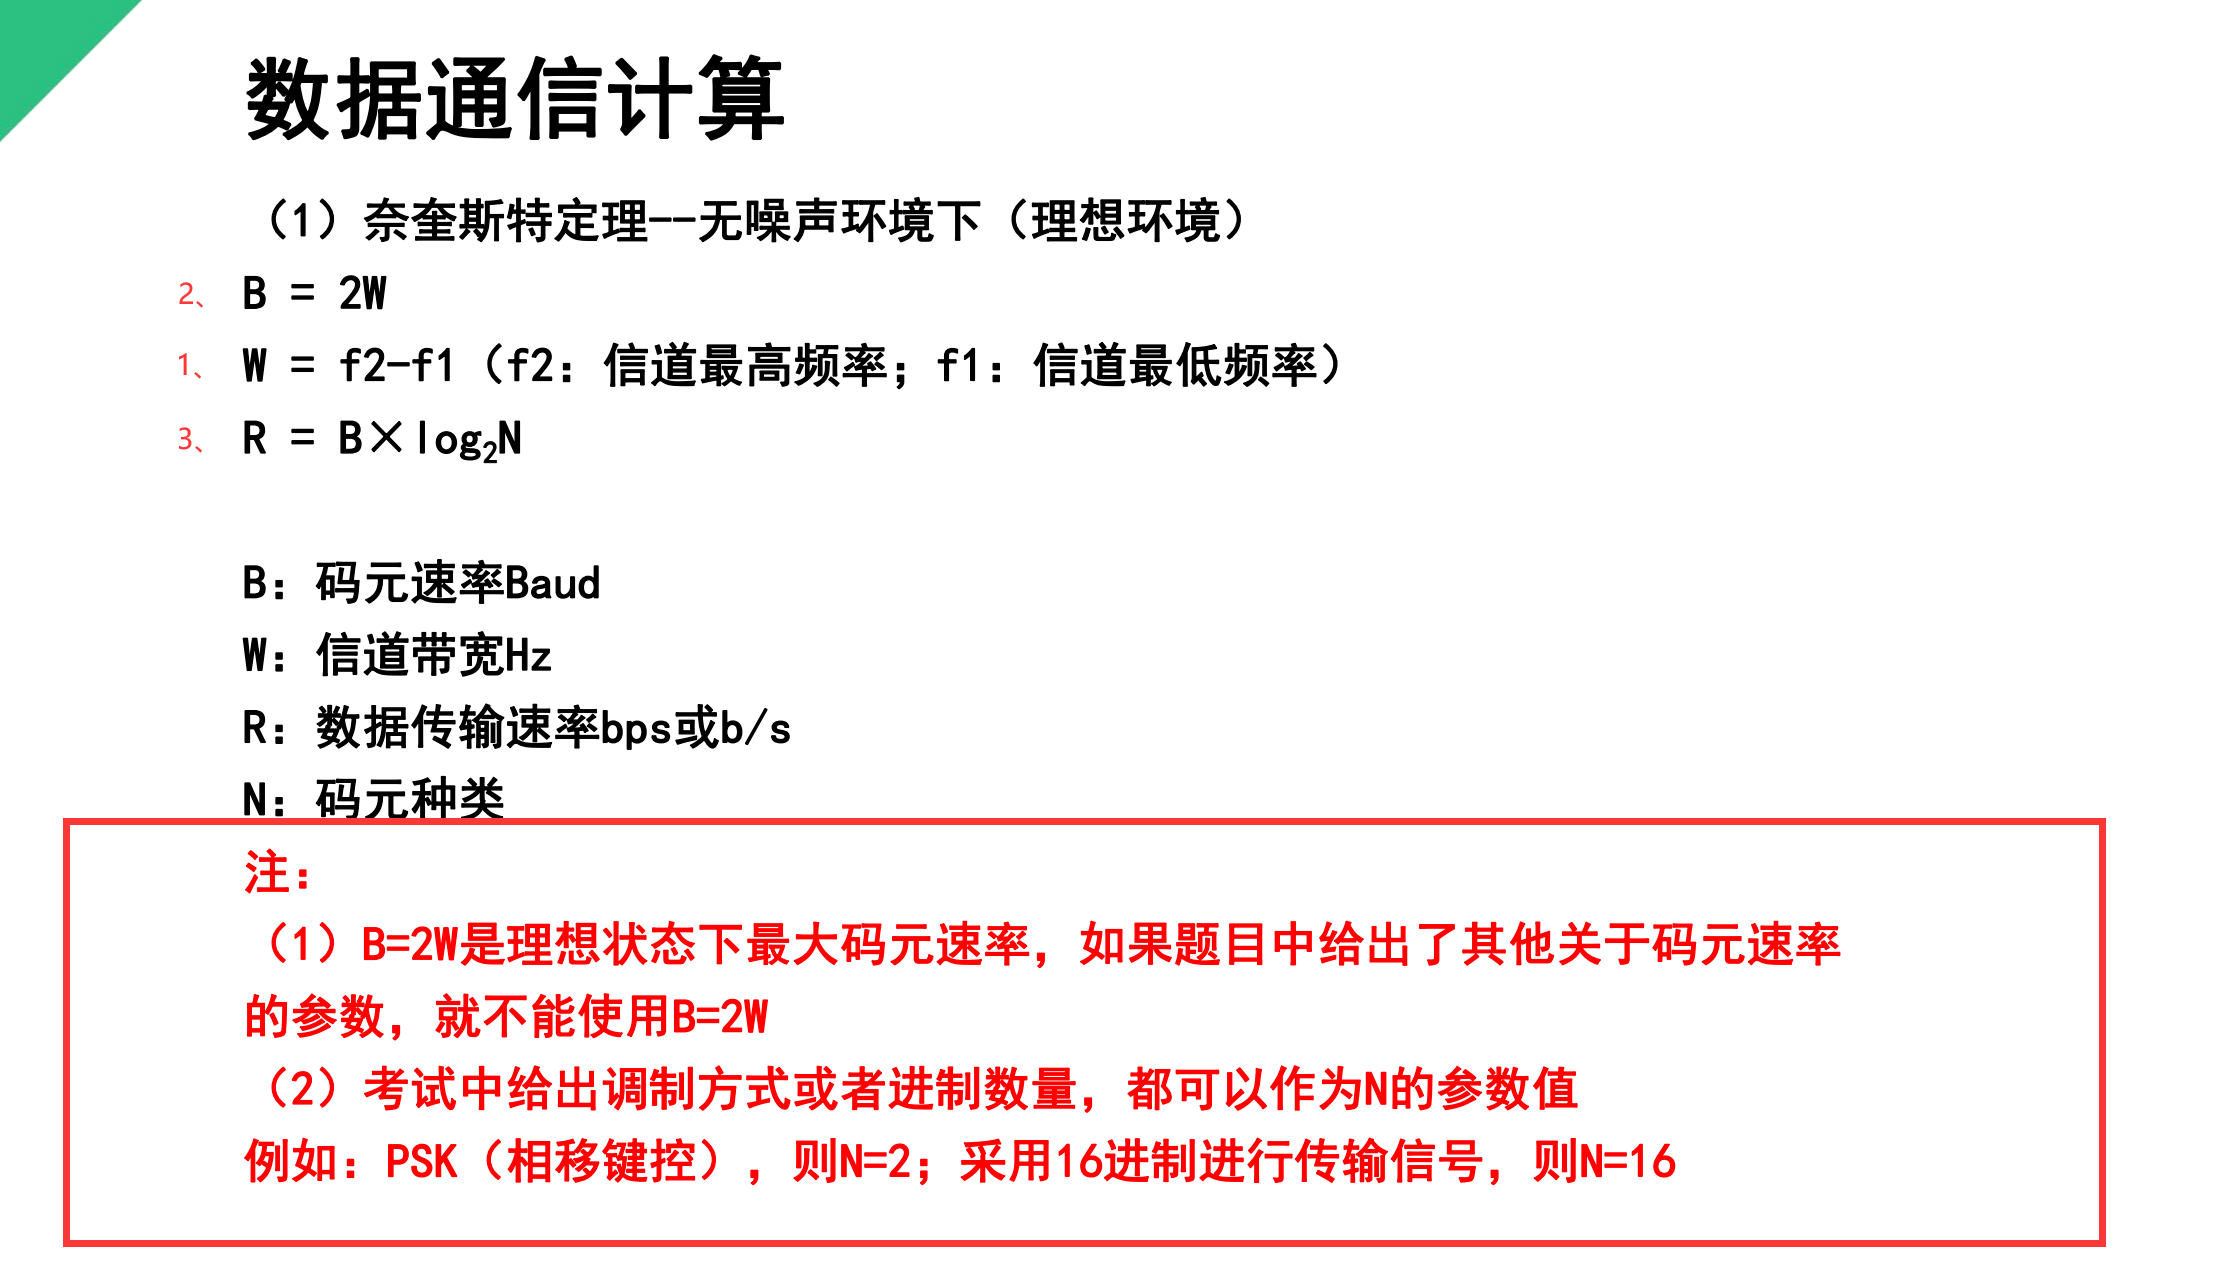 数据通信计算
（1）奈奎斯特定理--无噪声环境下（理想环境）
2、 B = 2W
1、 W = f2-f1（f2：信道最高频率；f1：信道最低频率）
3、 R = B×log₂N
B：码元速率Baud
W：信道带宽Hz
R：数据传输速率bps或b/s
N：码元种类
注：
（1）B=2W是理想状态下最大码元速率，如果题目中给出了其他关于码元速率
的参数，就不能使用B=2W
（2）考试中给出调制方式或者进制数量，都可以作为N的参数值
例如：PSK（相移键控），则N=2；采用16进制进行传输信号，则N=16